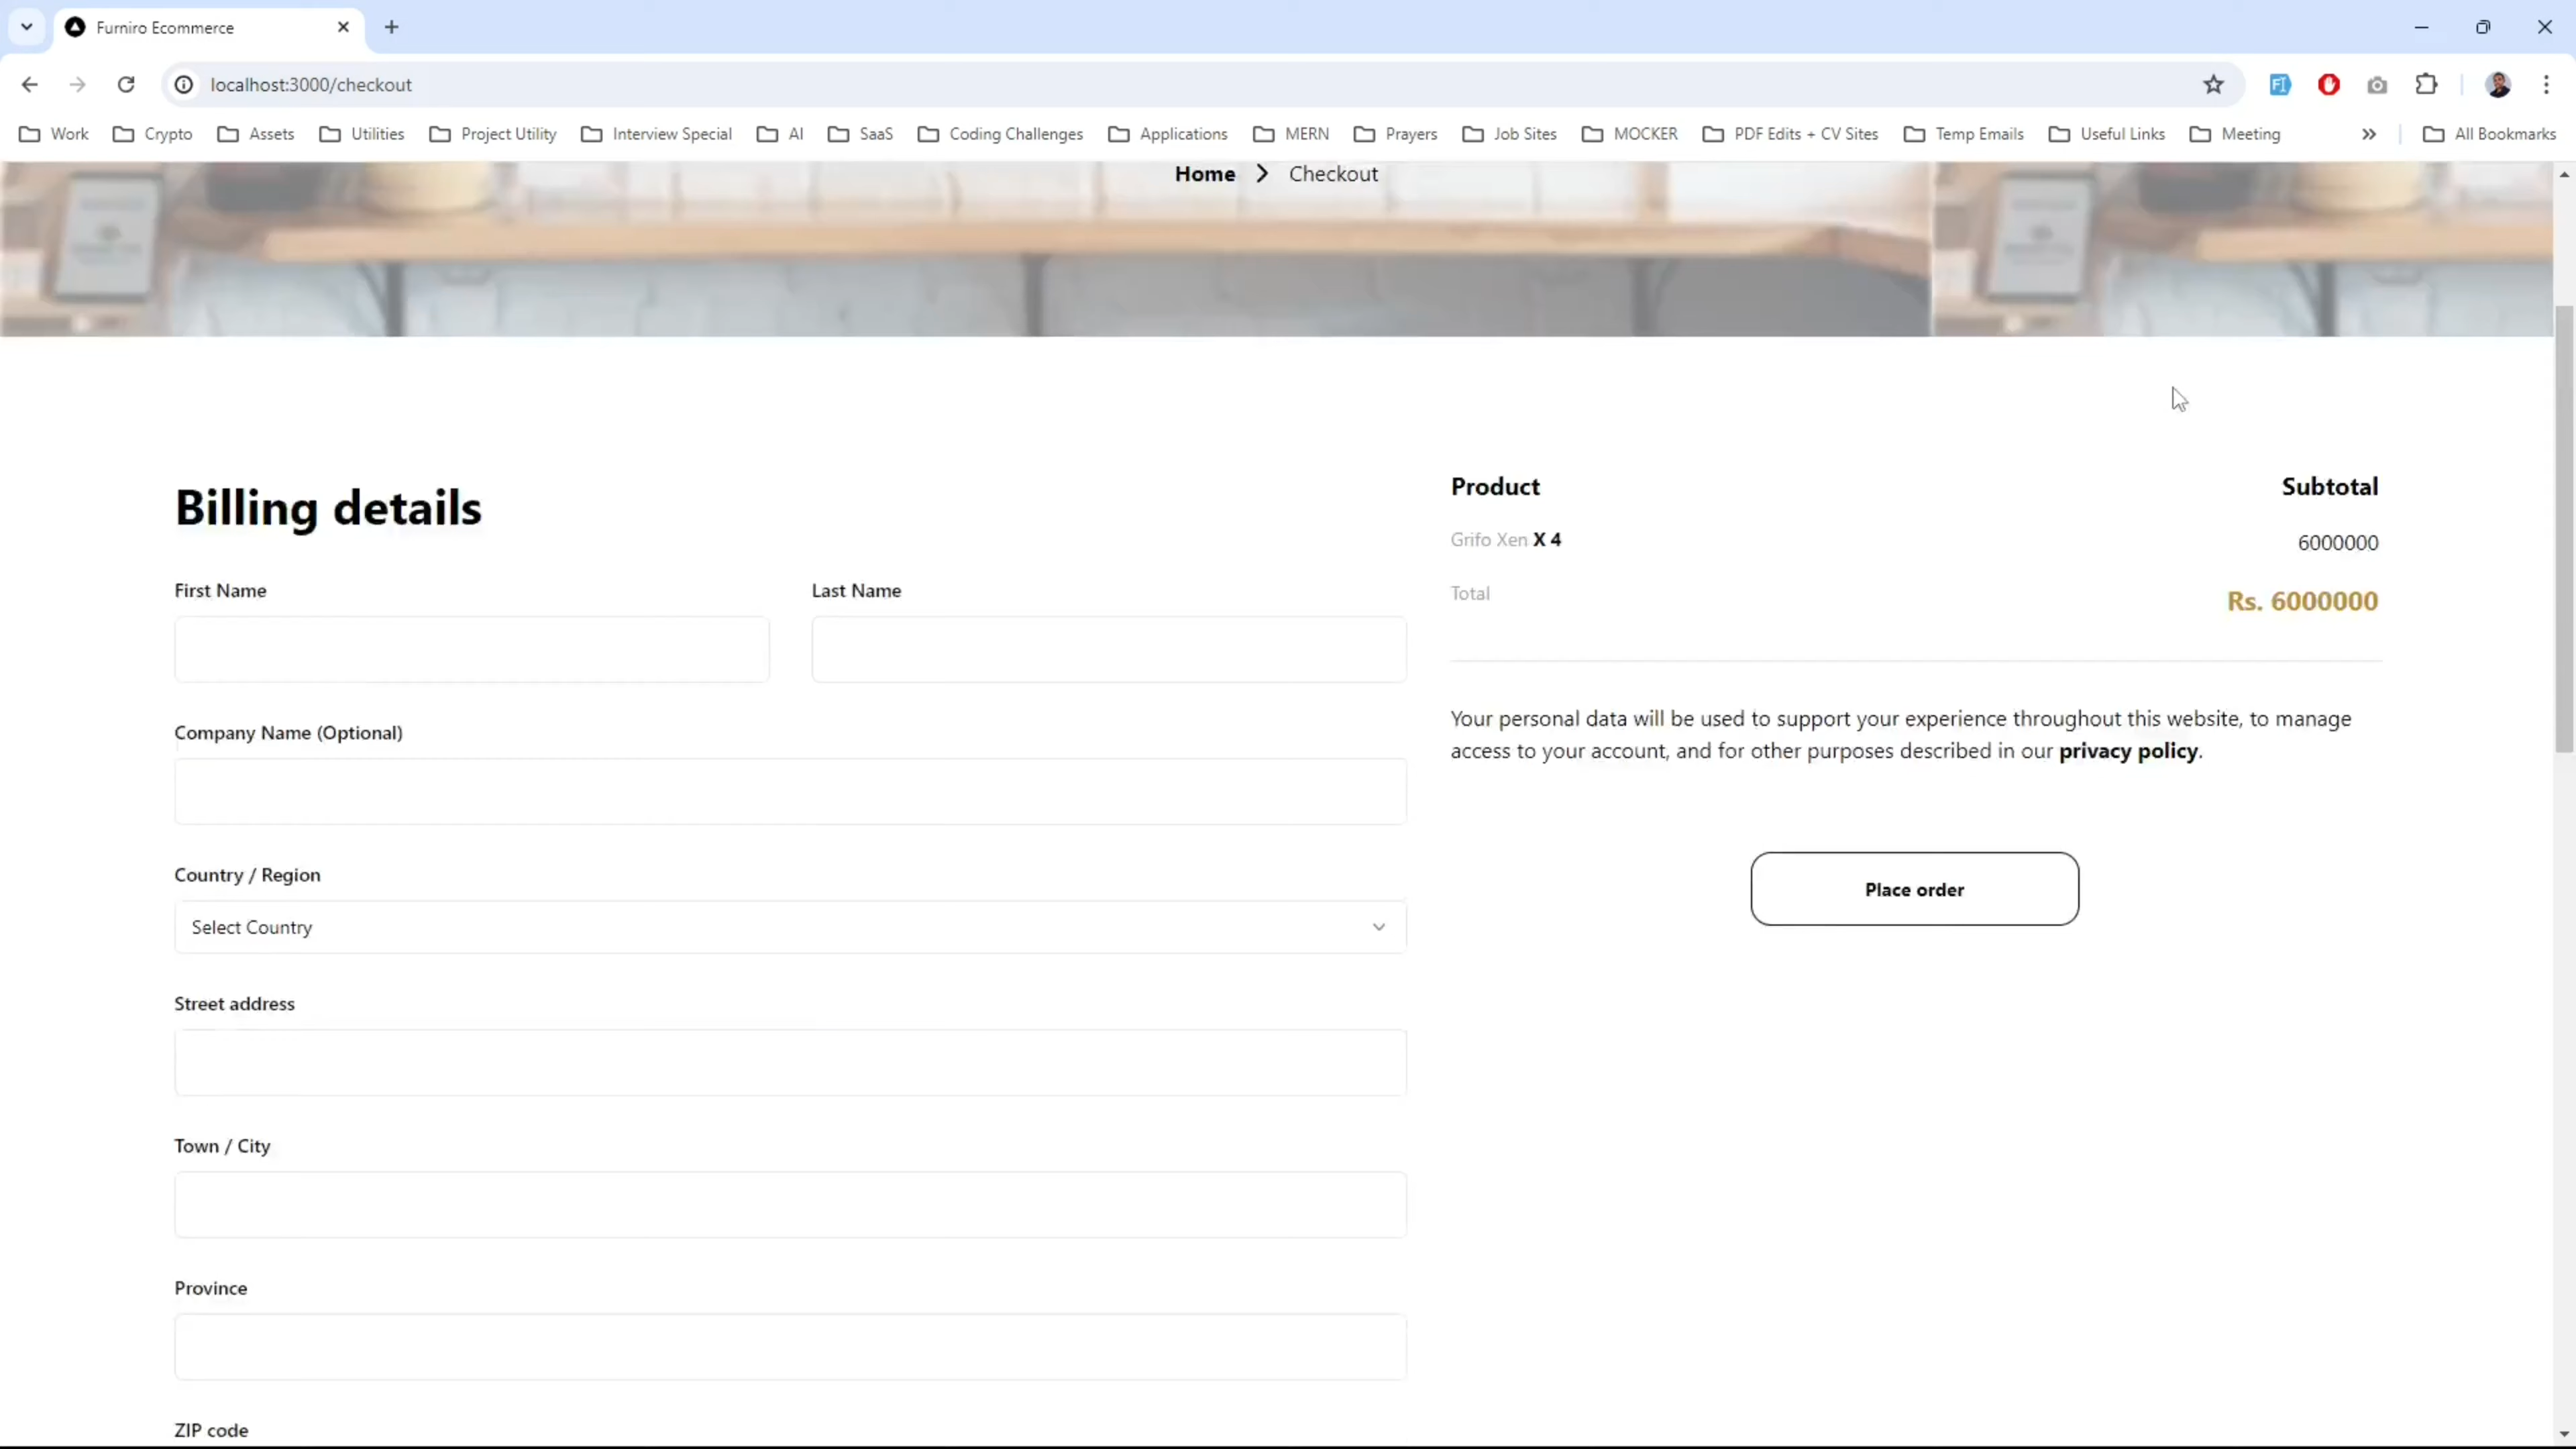 Furniro Ecommerce
localhost:3000/checkout
Work
Crypto
Assets
Utilities
Project Utility
Interview Special
AI
SaaS
Coding Challenges
Applications
MERN
Prayers
Job Sites
MOCKER
PDF Edits + CV Sites
Temp Emails
Useful Links
Meeting
All Bookmarks
Home > Checkout
Billing details
First Name
Last Name
Company Name (Optional)
Country / Region
Select Country
Street address
Town / City
Province
ZIP code
Product
Subtotal
Grifo Xen X 4
6000000
Total
Rs. 6000000
Your personal data will be used to support your experience throughout this website, to manage
access to your account, and for other purposes described in our privacy policy.
Place order